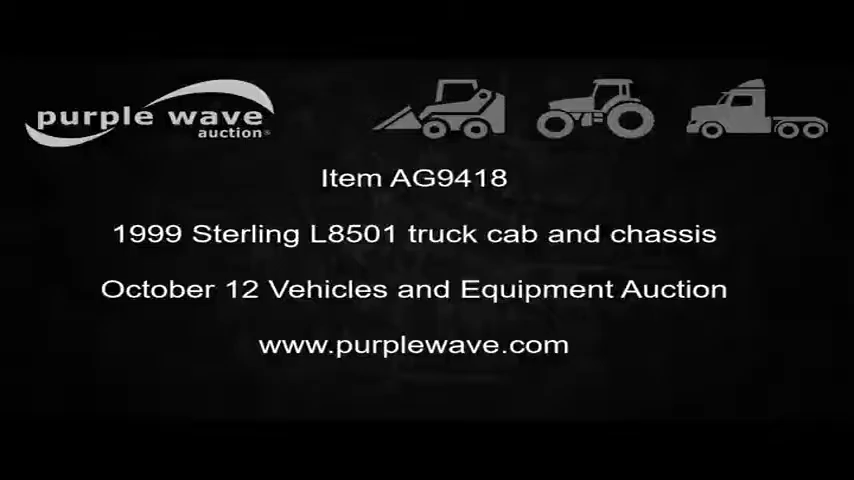 purple wave
auction®
Item AG9418
1999 Sterling L8501 truck cab and chassis
October 12 Vehicles and Equipment Auction
www.purplewave.com